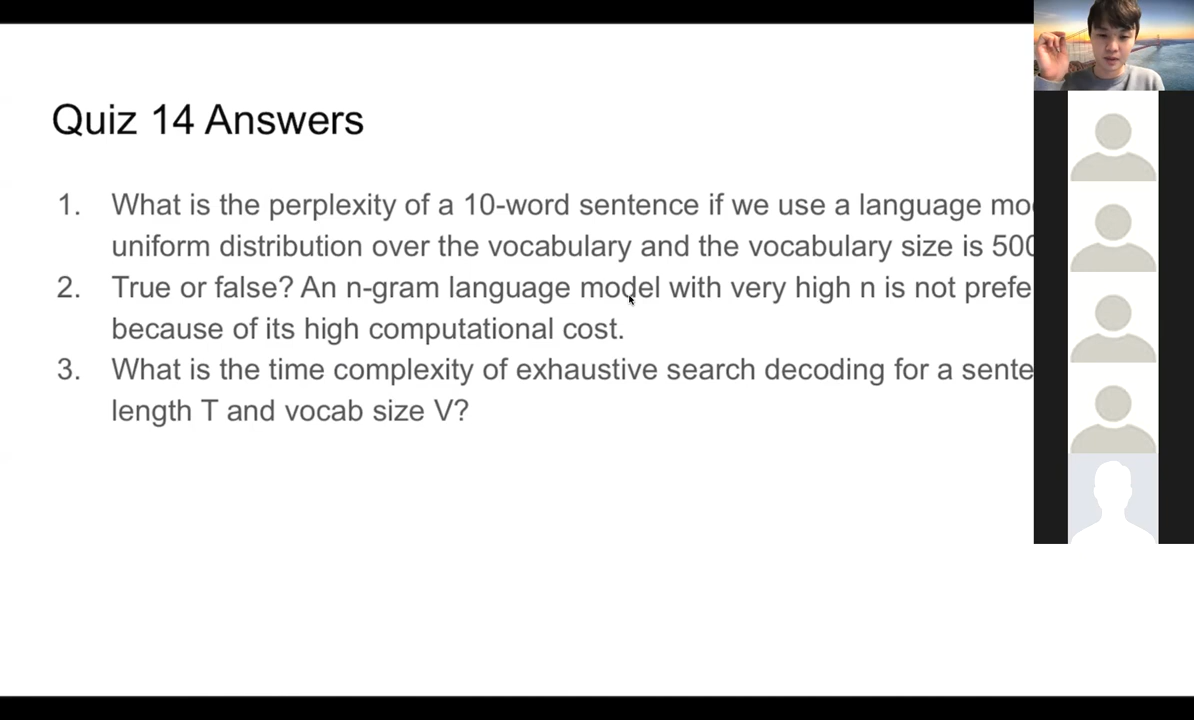 Quiz 14 Answers
1. What is the perplexity of a 10-word sentence if we use a language mo
uniform distribution over the vocabulary and the vocabulary size is 500
2. True or false? An n-gram language model with very high n is not prefe
because of its high computational cost.
3. What is the time complexity of exhaustive search decoding for a sente
length T and vocab size V?